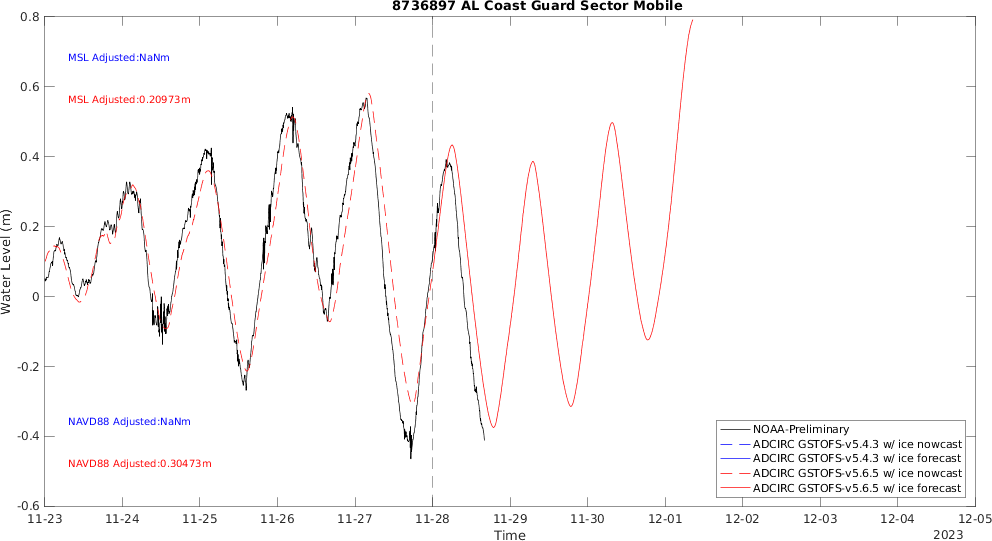 8736897 AL Coast Guard Sector Mobile
0.8
MSL Adjusted:NaNm
0.6
MSL Adjusted:0.20973m
0.4
0.2
Water Level (m)
0
-0.2
NAVD88 Adjusted:NaNm
-0.4
NAVD88 Adjusted:0.30473m
NOAA-Preliminary
ADCIRC GSTOFS-v5.4.3 w/ ice nowcast
ADCIRC GSTOFS-v5.4.3 w/ ice forecast
ADCIRC GSTOFS-v5.6.5 w/ ice nowcast
ADCIRC GSTOFS-v5.6.5 w/ ice forecast
-0.6
11-23 11-24 11-25 11-26 11-27 11-28 11-29 11-30 12-01 12-02 12-03 12-04 12-05
Time
2023